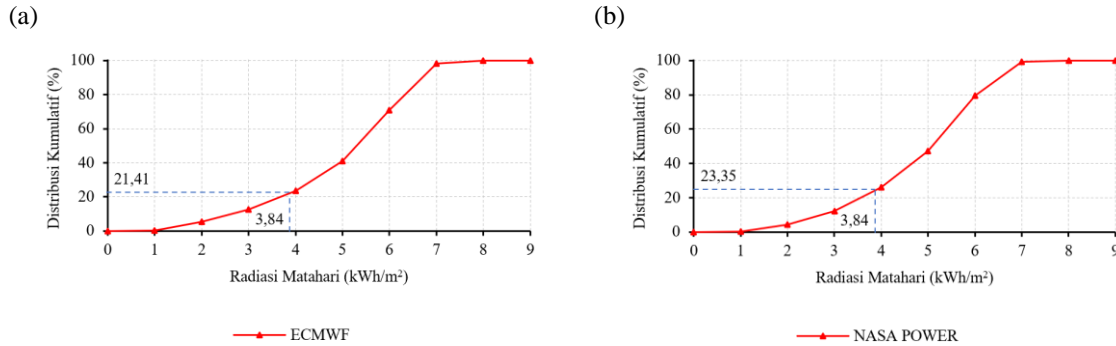 (a)
Distribusi Kumulatif (%)
100
80
60
40
20
0
21,41
3,84
0 1 2 3 4 5 6 7 8 9
Radiasi Matahari (kWh/m²)
ECMWF
(b)
Distribusi Kumulatif (%)
100
80
60
40
20
0
23,35
3,84
0 1 2 3 4 5 6 7 8 9
Radiasi Matahari (kWh/m²)
NASA POWER